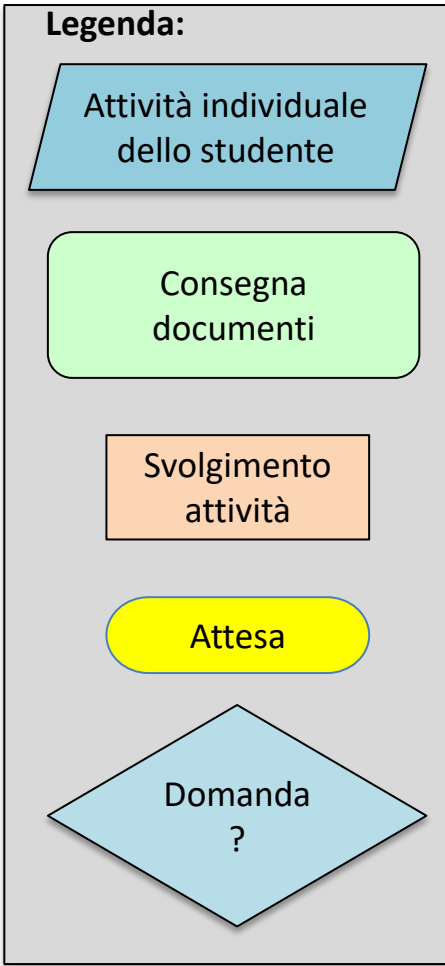 Legenda:
Attività individuale
dello studente
Consegna
documenti
Svolgimento
attività
Attesa
Domanda
?